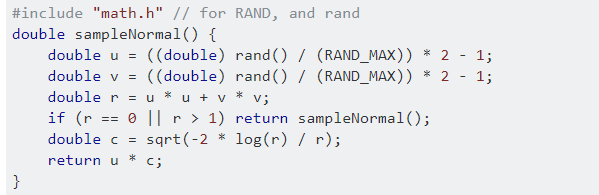 #include "math.h" // for RAND, and rand
double sampleNormal() {
    double u = ((double) rand() / (RAND_MAX)) * 2 - 1;
    double v = ((double) rand() / (RAND_MAX)) * 2 - 1;
    double r = u * u + v * v;
    if (r == 0 || r > 1) return sampleNormal();
    double c = sqrt(-2 * log(r) / r);
    return u * c;
}